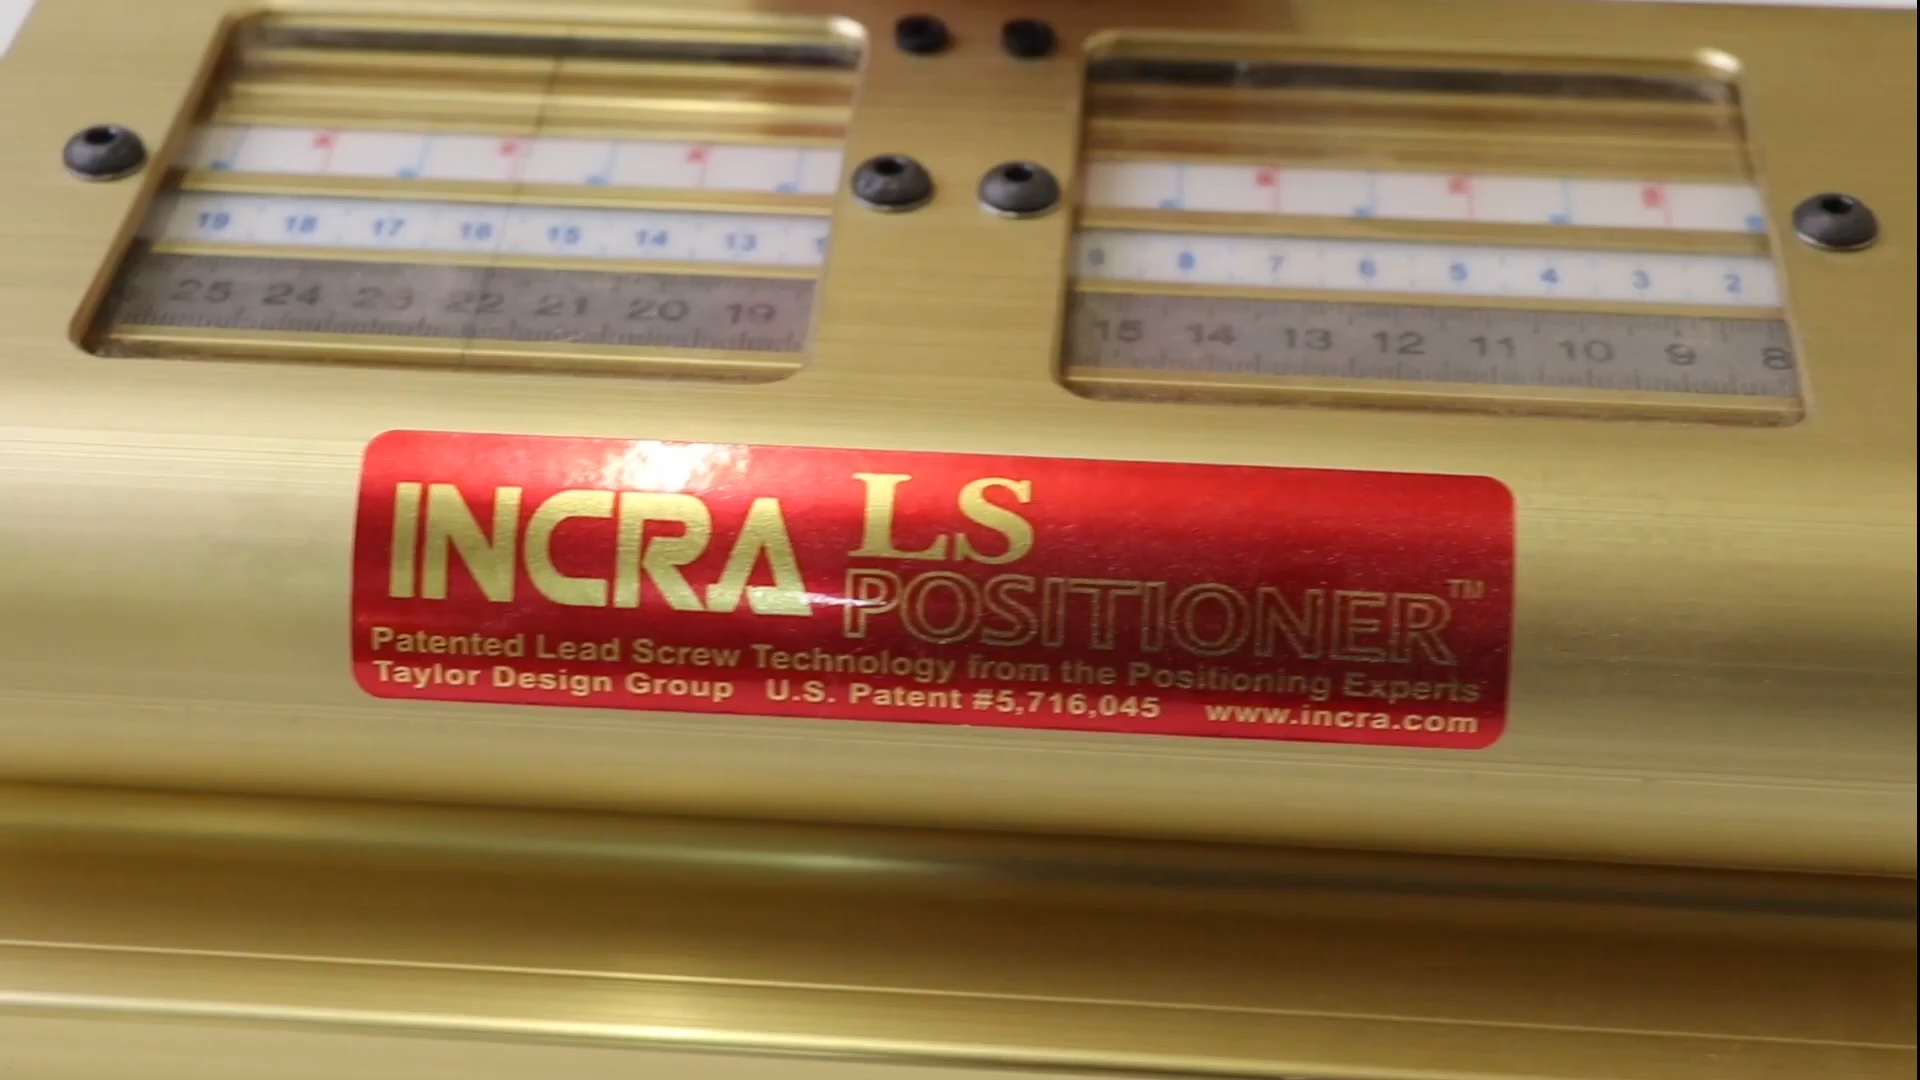 19 18 17 16 15 14 13
25 24 23 22 21 20 19
9 8 7 6 5 4 3 2
15 14 13 12 11 10 9 8
INCRA LS
POSITIONER™
Patented Lead Screw Technology from the Positioning Experts
Taylor Design Group U.S. Patent #5,716,045 www.incra.com